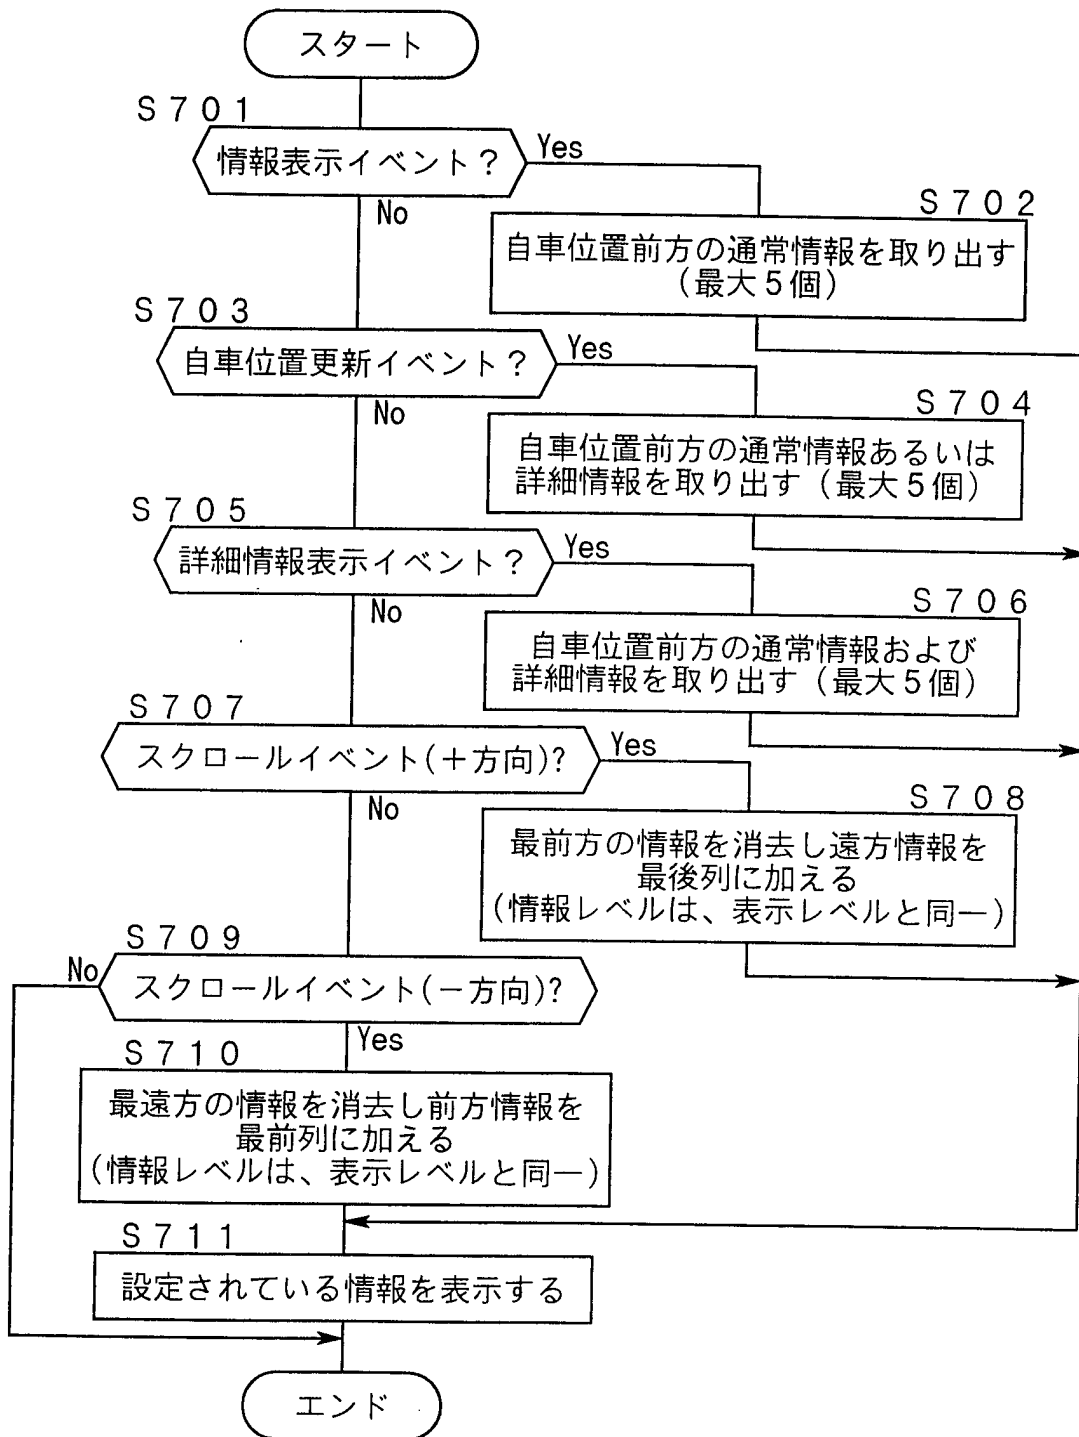 スタート
S701
情報表示イベント？
Yes
No
S702
自車位置前方の通常情報を取り出す
(最大5個)
S703
自車位置更新イベント？
Yes
No
S704
自車位置前方の通常情報あるいは
詳細情報を取り出す(最大5個)
S705
詳細情報表示イベント？
Yes
No
S706
自車位置前方の通常情報および
詳細情報を取り出す(最大5個)
S707
スクロールイベント(＋方向)?
Yes
No
S708
最前方の情報を消去し遠方情報を
最後列に加える
(情報レベルは、表示レベルと同一)
S709
No
スクロールイベント(－方向)?
Yes
S710
最遠方の情報を消去し前方情報を
最前列に加える
(情報レベルは、表示レベルと同一)
S711
設定されている情報を表示する
エンド